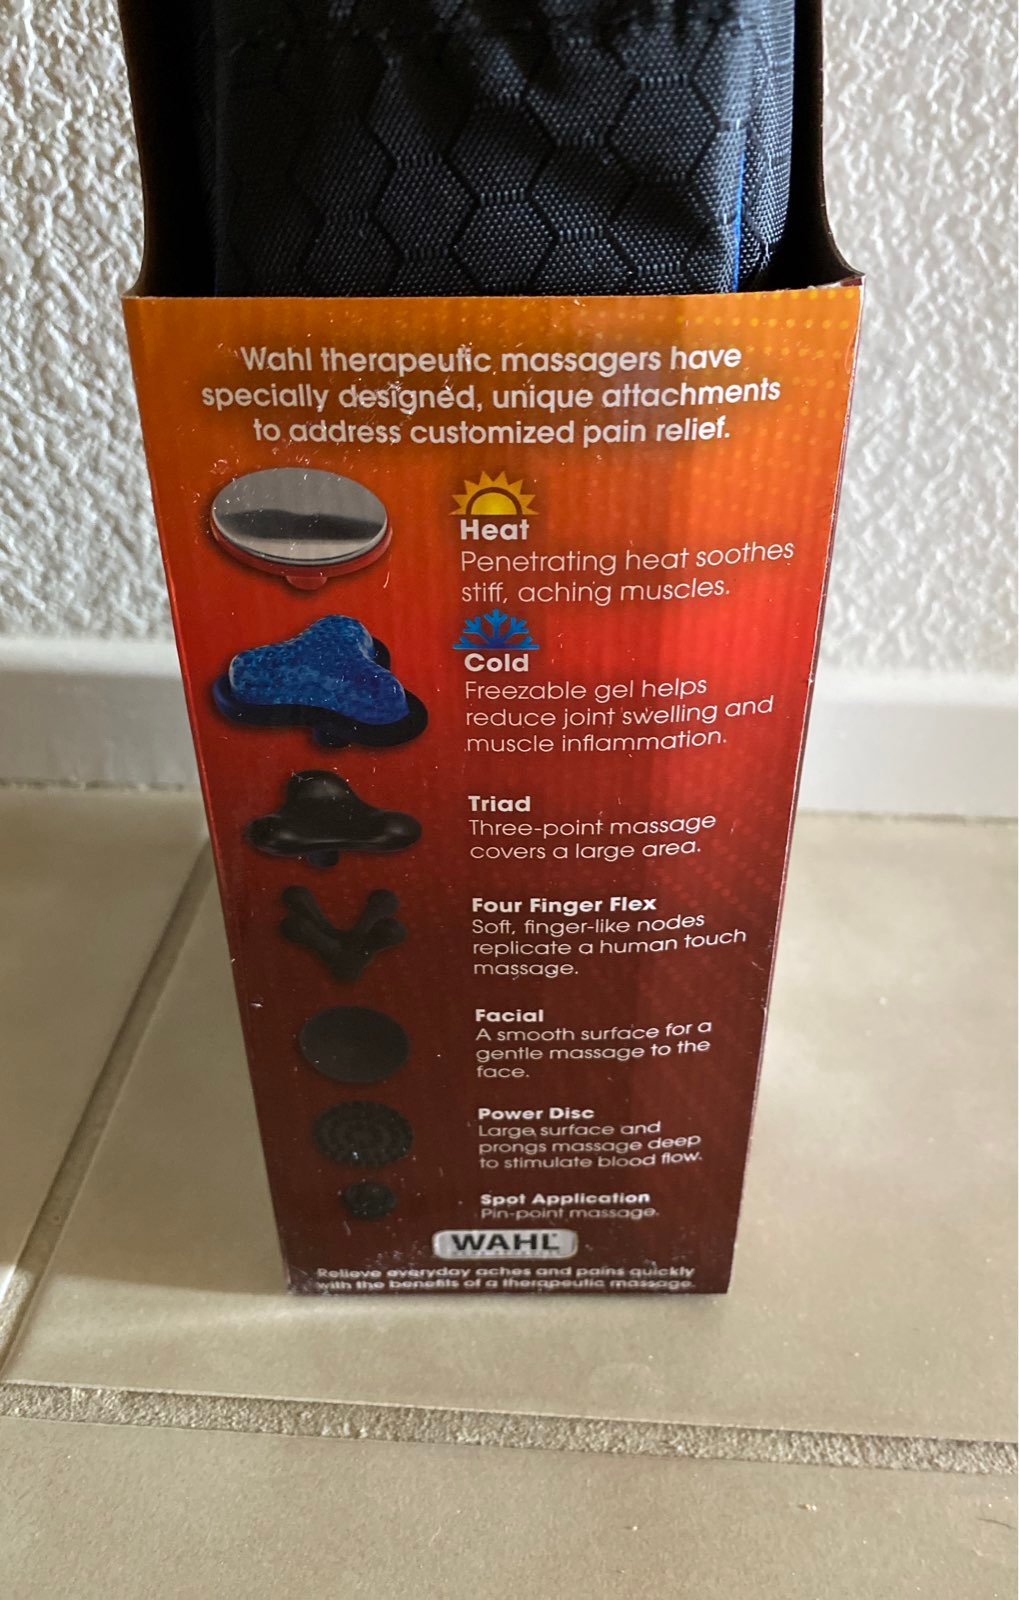 Wahl therapeutic massagers have
specially designed, unique attachments
to address customized pain relief.
Heat
Penetrating heat soothes
stiff, aching muscles.
Cold
Freezable gel helps
reduce joint swelling and
muscle inflammation.
Triad
Three-point massage
covers a large area.
Four Finger Flex
Soft, finger-like nodes
replicate a human touch
massage.
Facial
A smooth surface for a
gentle massage to the
face.
Power Disc
Large surface and
prongs massage deep
to stimulate blood flow.
Spot Application
Pin-point massage.
WAHL
Relieve everyday aches and pains quickly
with the benefits of a therapeutic massage.